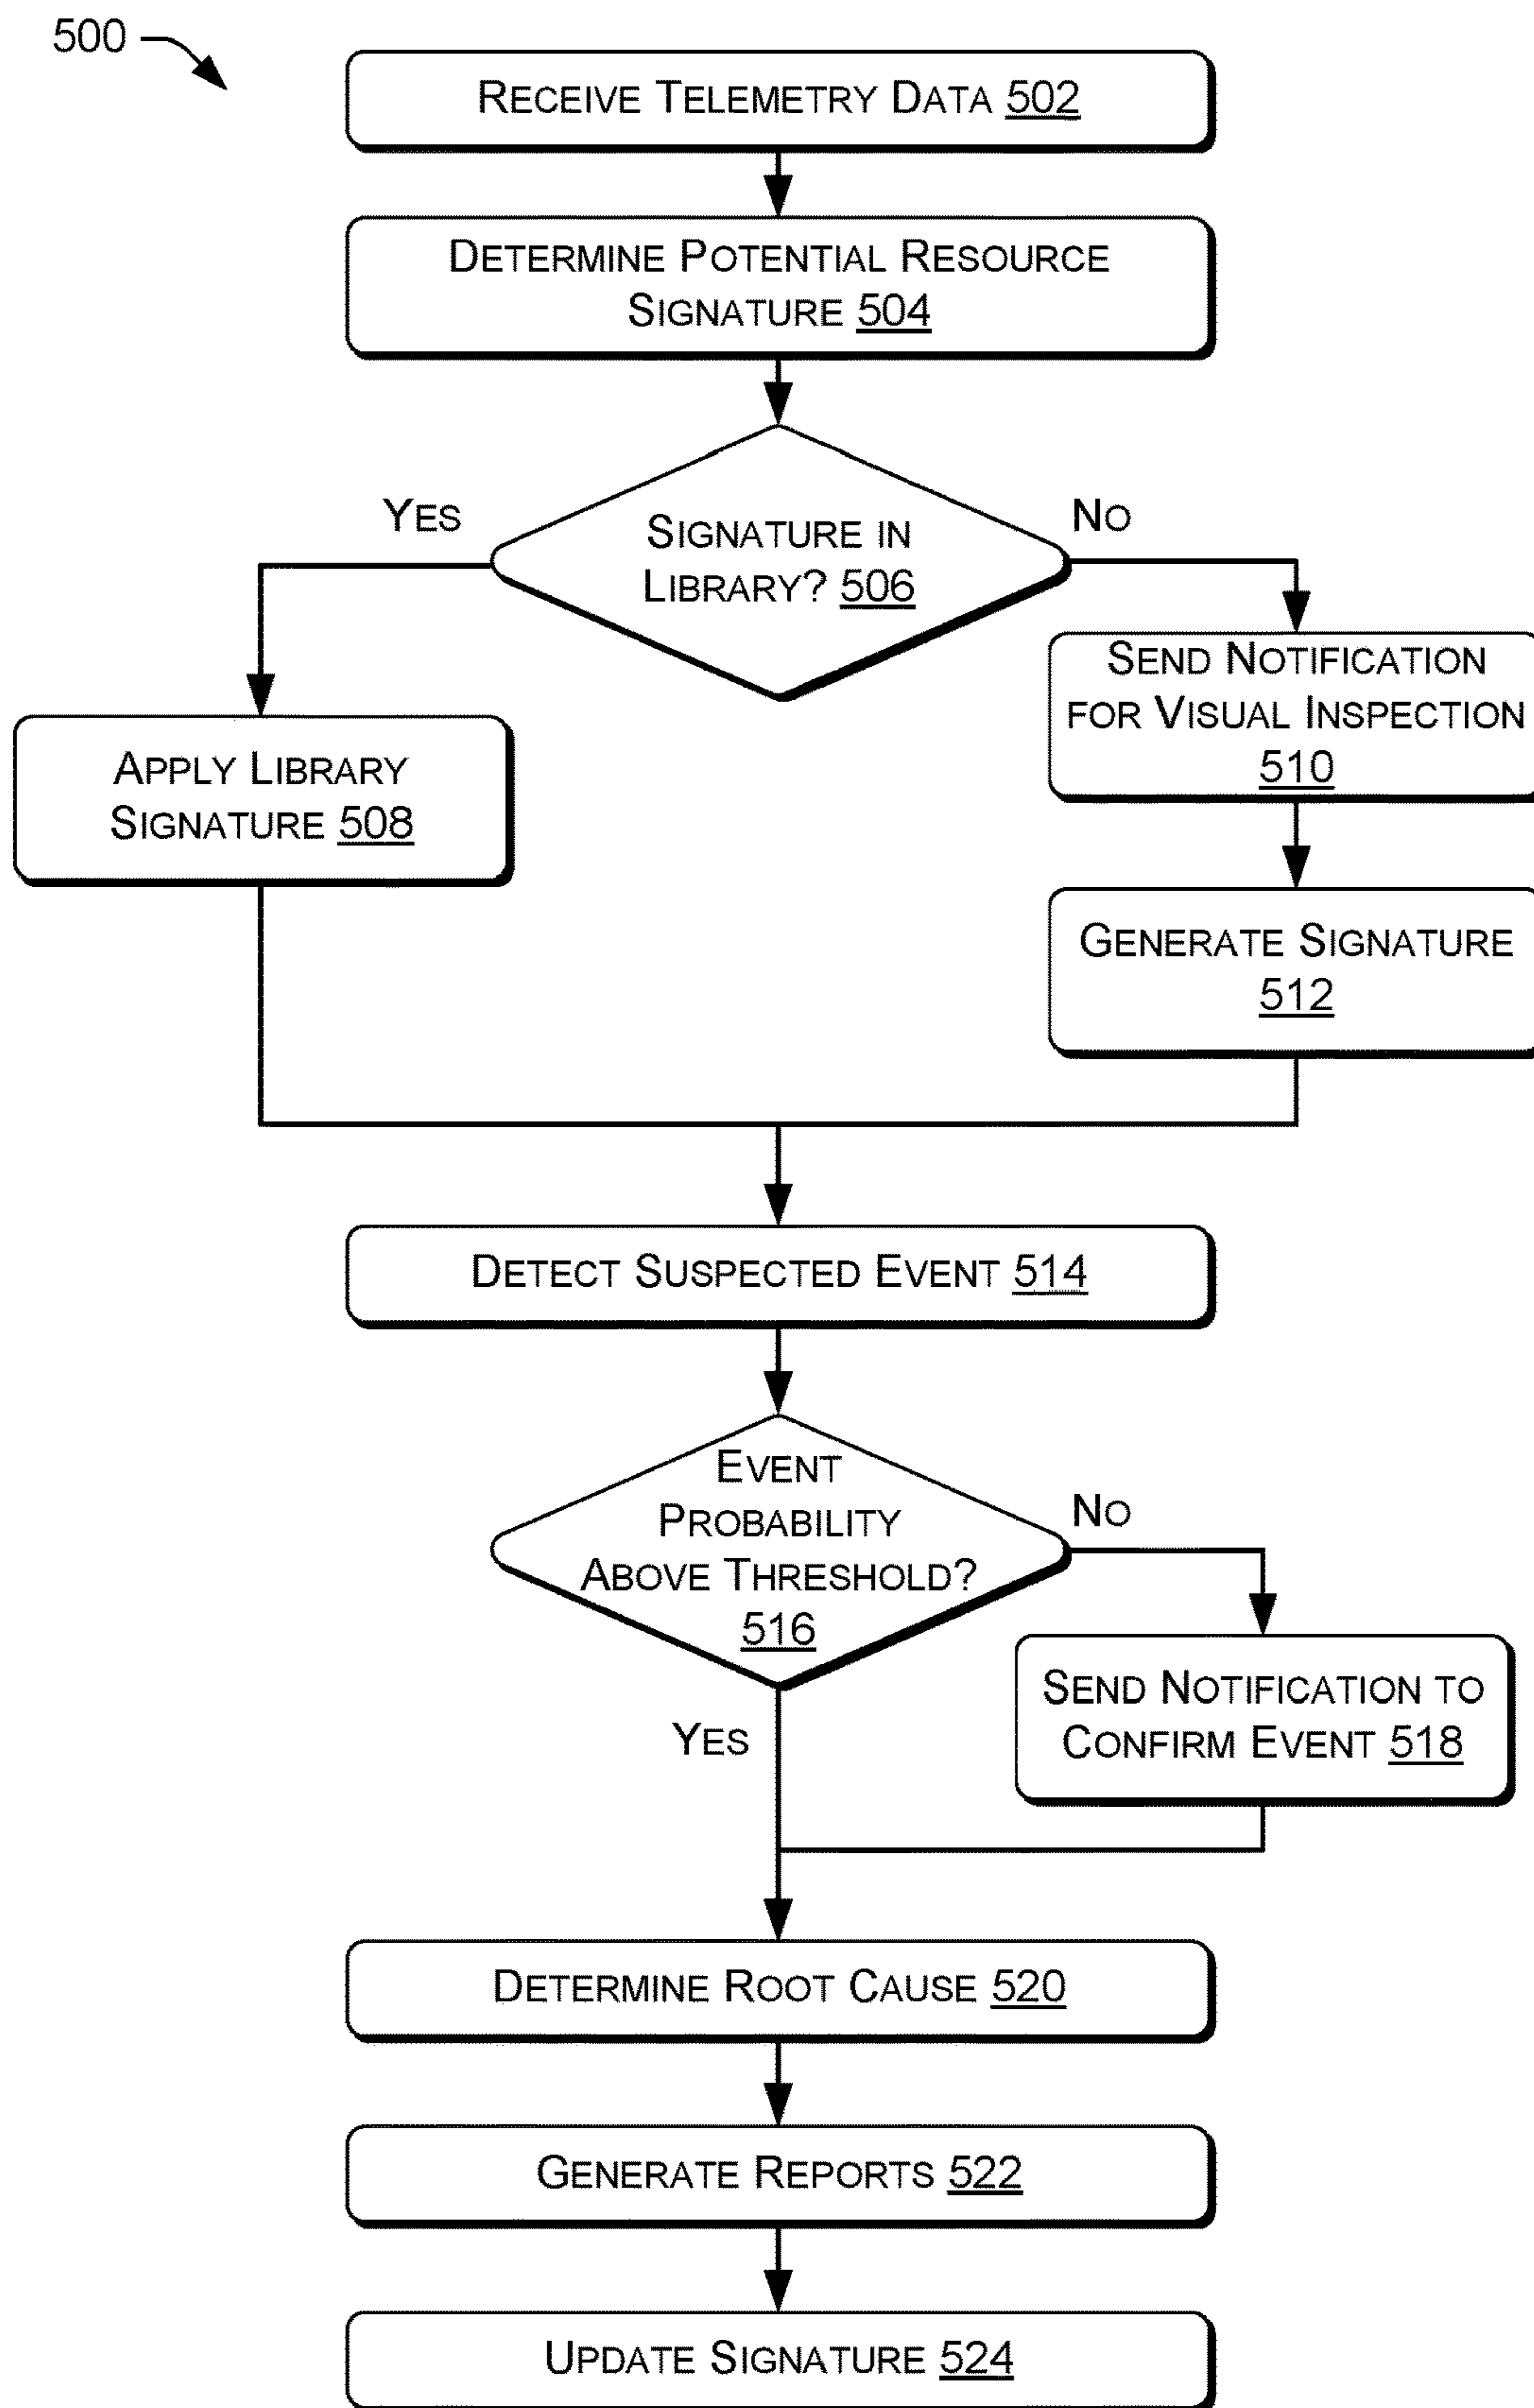 500
RECEIVE TELEMETRY DATA 502
DETERMINE POTENTIAL RESOURCE
SIGNATURE 504
YES
NO
SIGNATURE IN
LIBRARY? 506
SEND NOTIFICATION
FOR VISUAL INSPECTION
510
APPLY LIBRARY
SIGNATURE 508
GENERATE SIGNATURE
512
DETECT SUSPECTED EVENT 514
EVENT
PROBABILITY
ABOVE THRESHOLD?
516
NO
YES
SEND NOTIFICATION TO
CONFIRM EVENT 518
DETERMINE ROOT CAUSE 520
GENERATE REPORTS 522
UPDATE SIGNATURE 524